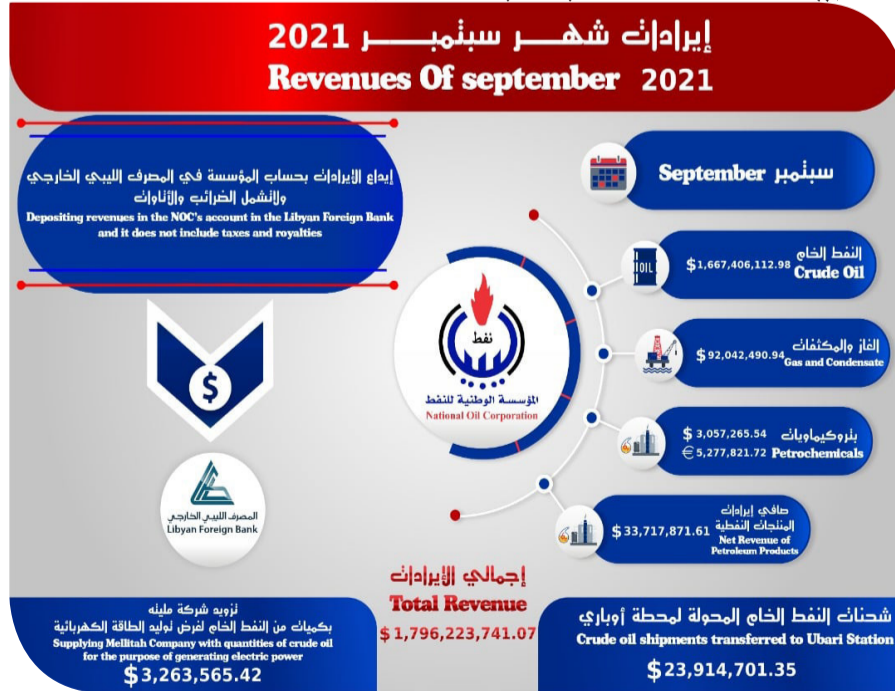 إيرادات شهر سبتمبر 2021
Revenues Of september 2021
إيداع الإيرادات بحساب المؤسسة في المصرف الليبي الخارجي
ولاتشمل الضرائب والأتاوات
Depositing revenues in the NOC's account in the Libyan Foreign Bank
and it does not include taxes and royalties
$
المصرف الليبي الخارجي
Libyan Foreign Bank
نفط
المؤسسة الوطنية للنفط
National Oil Corporation
سبتمبر September
OIL
النفط الخام
$1,667,406,112.98 Crude Oil
الغاز والمكثفات
$92,042,490.94 Gas and Condensate
بتروكيماويات $ 3,057,265.54
€5,277,821.72 Petrochemicals
صافي إيرادات
المنتجات النفطية
$33,717,871.61 Net Revenue of
Petroleum Products
إجمالي الإيرادات
Total Revenue
$ 1,796,223,741.07
تزويد شركة مليته
بكميات من النفط الخام لغرض توليد الطاقة الكهربائية
Supplying Mellitah Company with quantities of crude oil
for the purpose of generating electric power
$3,263,565.42
شحنات النفط الخام المحولة لمحطة أوباري
Crude oil shipments transferred to Ubari Station
$23,914,701.35